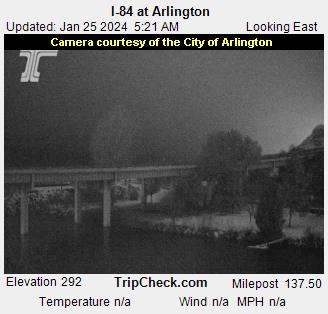 I-84 at Arlington
Updated: Jan 25 2024 5:21 AM Looking East
Camera courtesy of the City of Arlington
Elevation 292 TripCheck.com Milepost 137.50
Temperature n/a Wind n/a MPH n/a